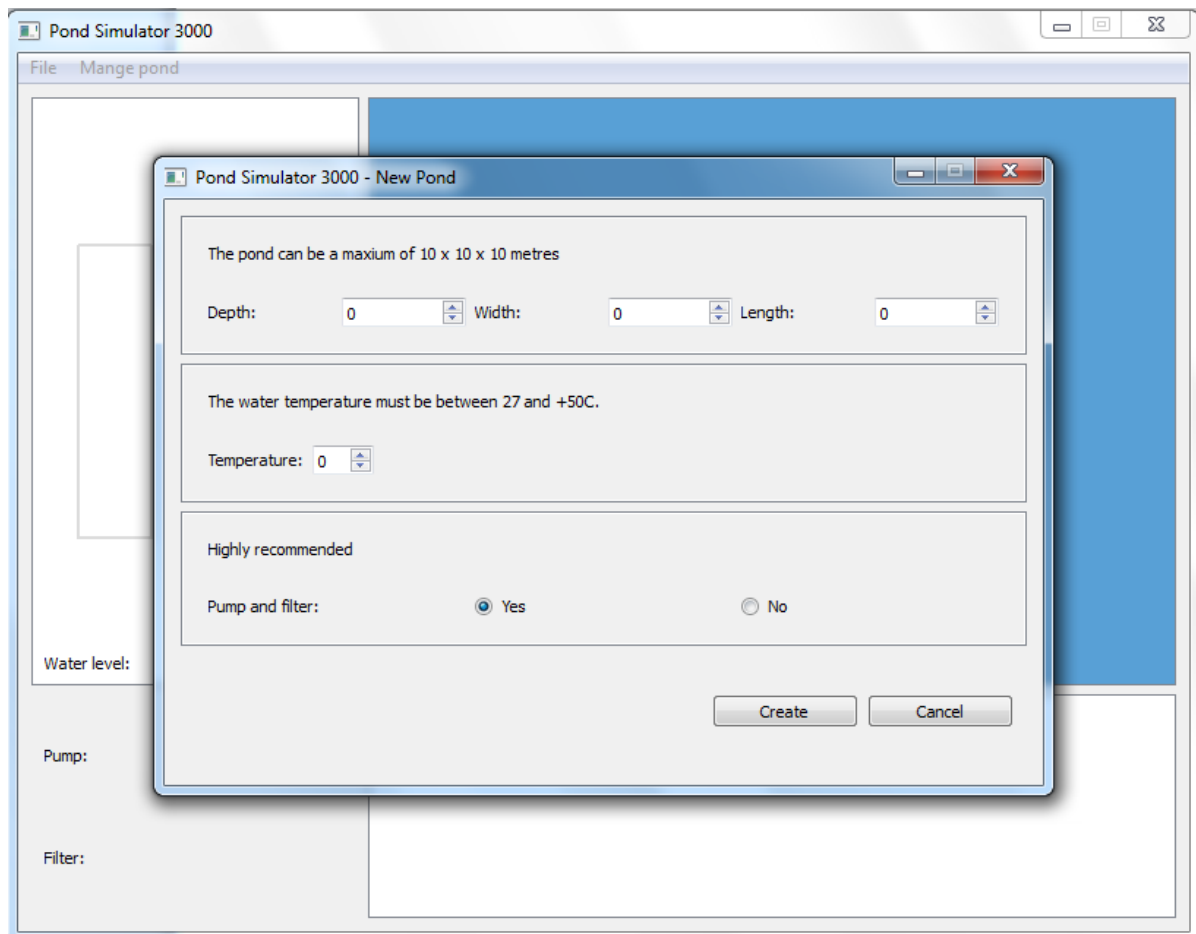 Pond Simulator 3000
File Mange pond
Pond Simulator 3000 - New Pond
The pond can be a maxium of 10 x 10 x 10 metres
Depth: 0 Width: 0 Length: 0
The water temperature must be between 27 and +50C.
Temperature: 0
Highly recommended
Pump and filter: Yes No
Create Cancel
Water level:
Pump:
Filter: